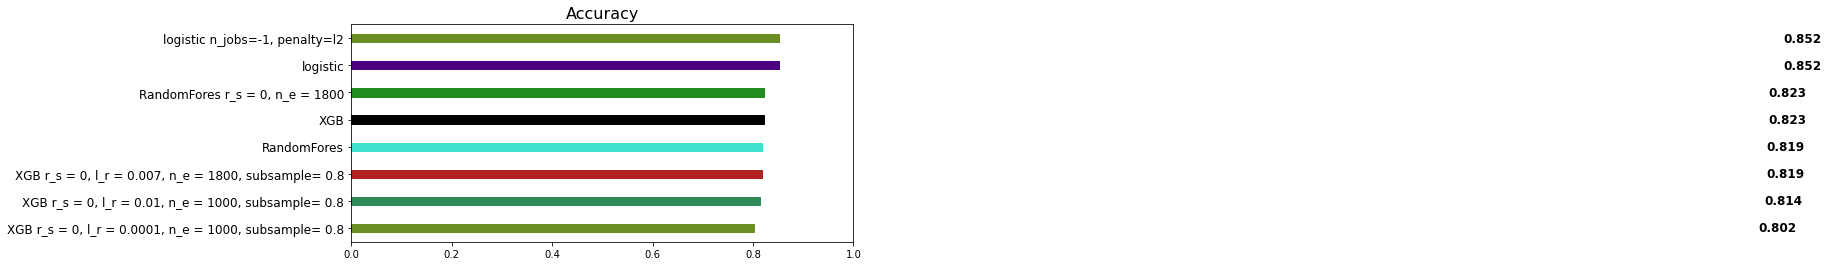 Accuracy
logistic n_jobs=-1, penalty=l2 0.852
logistic 0.852
RandomFores r_s = 0, n_e = 1800 0.823
XGB 0.823
RandomFores 0.819
XGB r_s = 0, l_r = 0.007, n_e = 1800, subsample= 0.8 0.819
XGB r_s = 0, l_r = 0.01, n_e = 1000, subsample= 0.8 0.814
XGB r_s = 0, l_r = 0.0001, n_e = 1000, subsample= 0.8 0.802
0.0 0.2 0.4 0.6 0.8 1.0